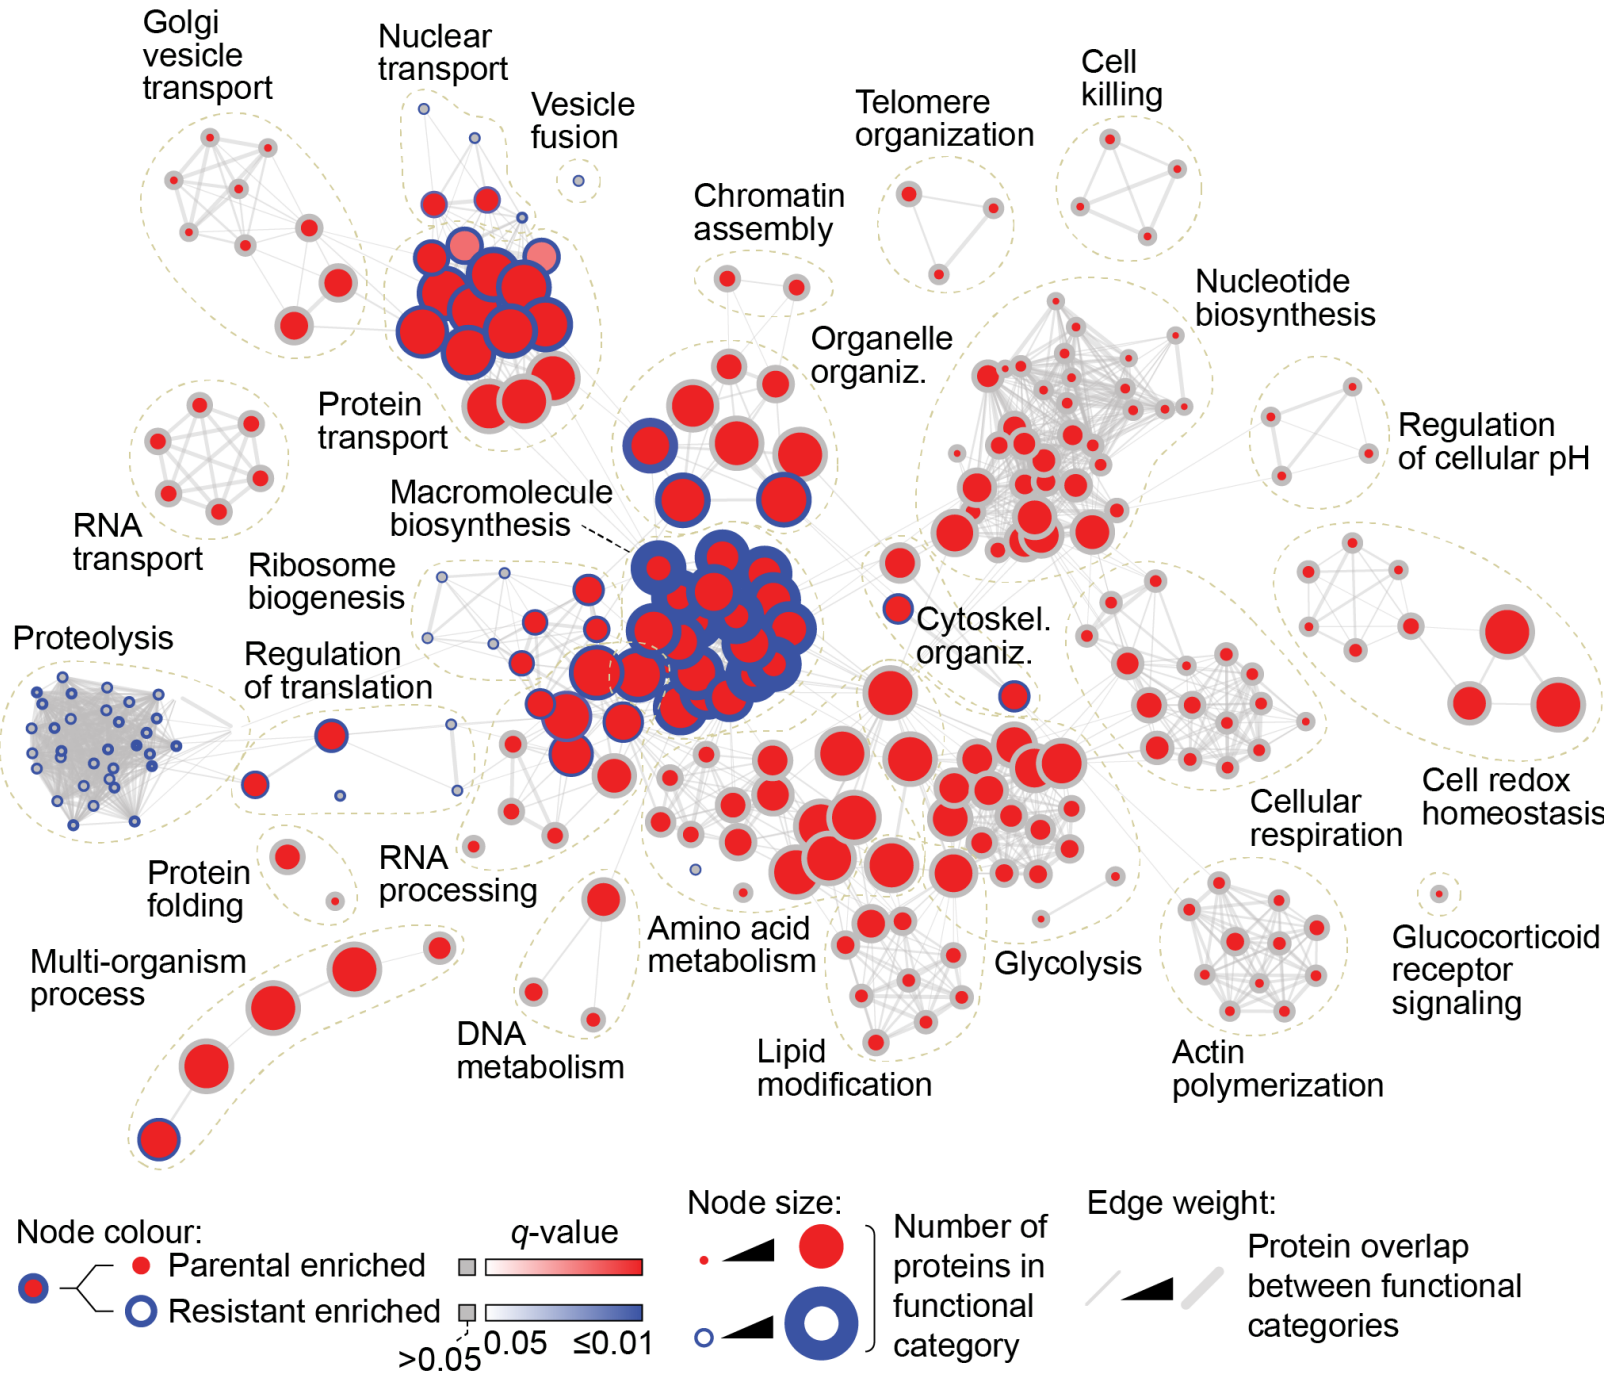 Golgi
vesicle
transport
Nuclear
transport
Vesicle
fusion
Telomere
organization
Cell
killing
Chromatin
assembly
Nucleotide
biosynthesis
Organelle
organiz.
Protein
transport
Regulation
of cellular pH
Macromolecule
biosynthesis
RNA
transport
Ribosome
biogenesis
Proteolysis
Regulation
of translation
Cytoskel.
organiz.
Cell redox
homeostasis
Cellular
respiration
Protein
folding
RNA
processing
Amino acid
metabolism
Glycolysis
Glucocorticoid
receptor
signaling
Multi-organism
process
DNA
metabolism
Lipid
modification
Actin
polymerization
Node colour:
Parental enriched
Resistant enriched
q-value
>0.05
0.05
≤0.01
Node size:
Number of
proteins in
functional
category
Edge weight:
Protein overlap
between functional
categories